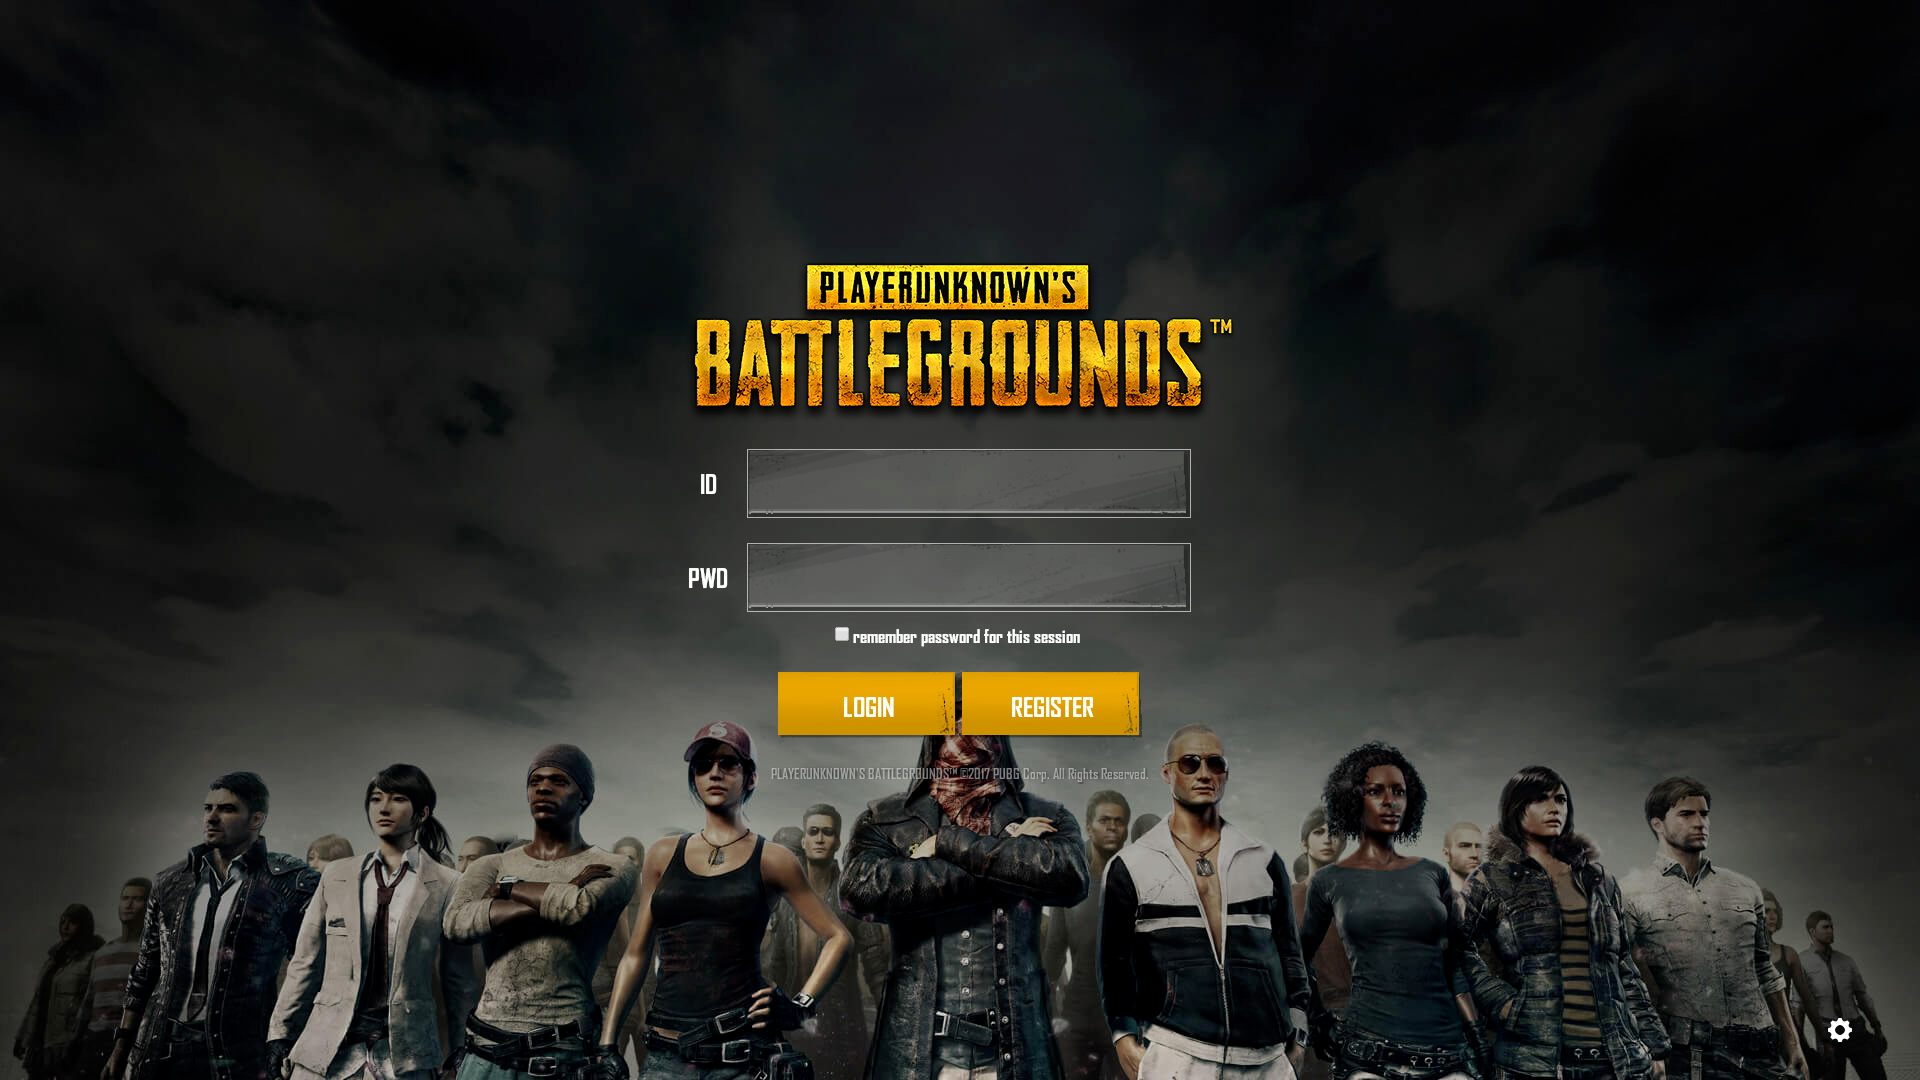 PLAYERUNKNOWN'S
BATTLEGROUNDS™
ID
PWD
remember password for this session
LOGIN
REGISTER
PLAYERUNKNOWN'S BATTLEGROUNDS™ ©2017 PUBG Corp. All Rights Reserved.